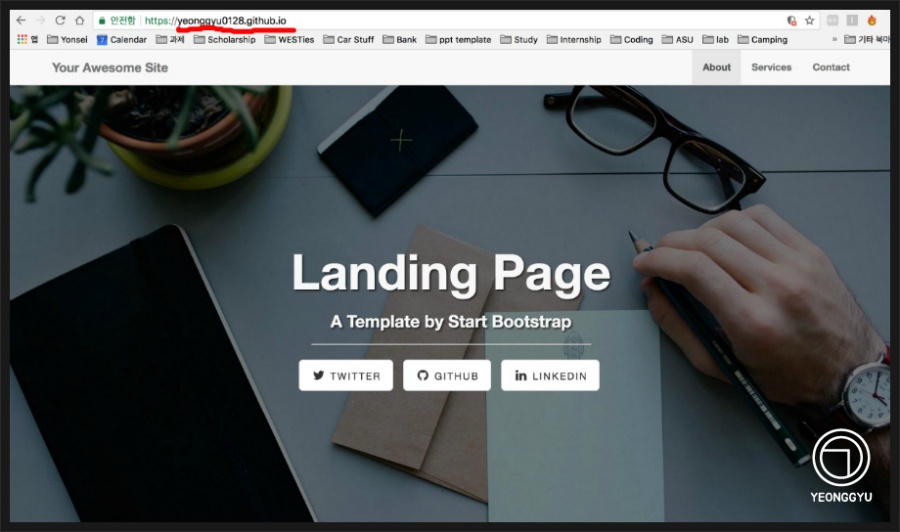 안전함 https://yeonggyu0128.github.io
앱 Yonsei 7 Calendar 과제 Scholarship WESTies Car Stuff Bank ppt template Study Internship Coding ASU lab Camping » 기타 북마
Your Awesome Site About Services Contact
Landing Page
A Template by Start Bootstrap
TWITTER GITHUB LINKEDIN
YEONGGYU